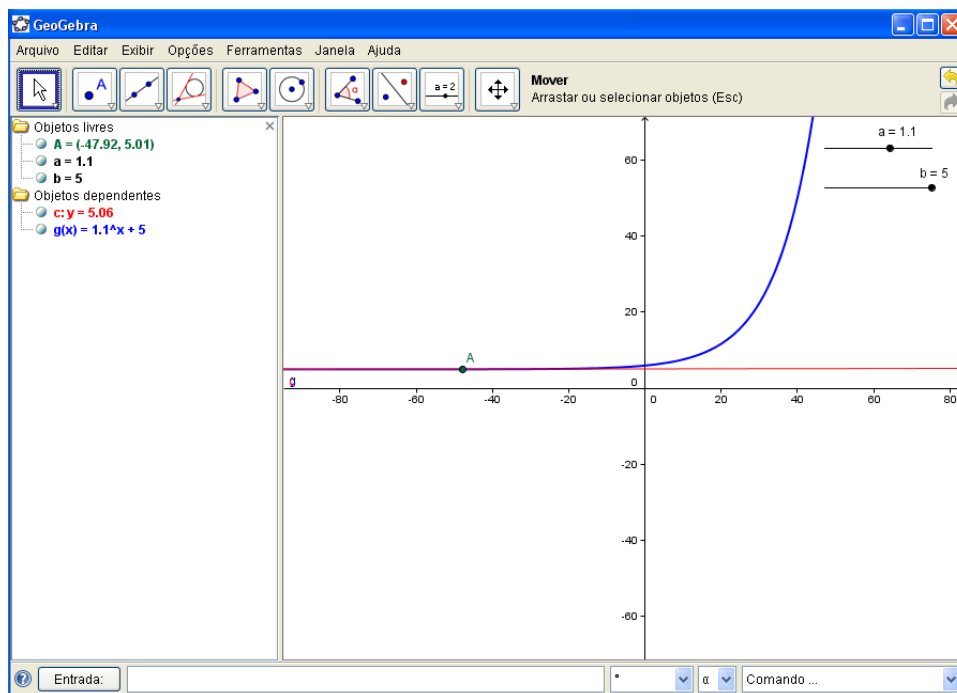 GeoGebra
Arquivo Editar Exibir Opções Ferramentas Janela Ajuda
A
α
a = 2
Mover
Arrastar ou selecionar objetos (Esc)
Objetos livres
A = (-47.92, 5.01)
a = 1.1
b = 5
Objetos dependentes
c: y = 5.06
g(x) = 1.1^x + 5
a = 1.1
b = 5
60
40
20
A
g
0
-80 -60 -40 -20 0 20 40 60 80
-20
-40
-60
Entrada:
°
α
Comando ...